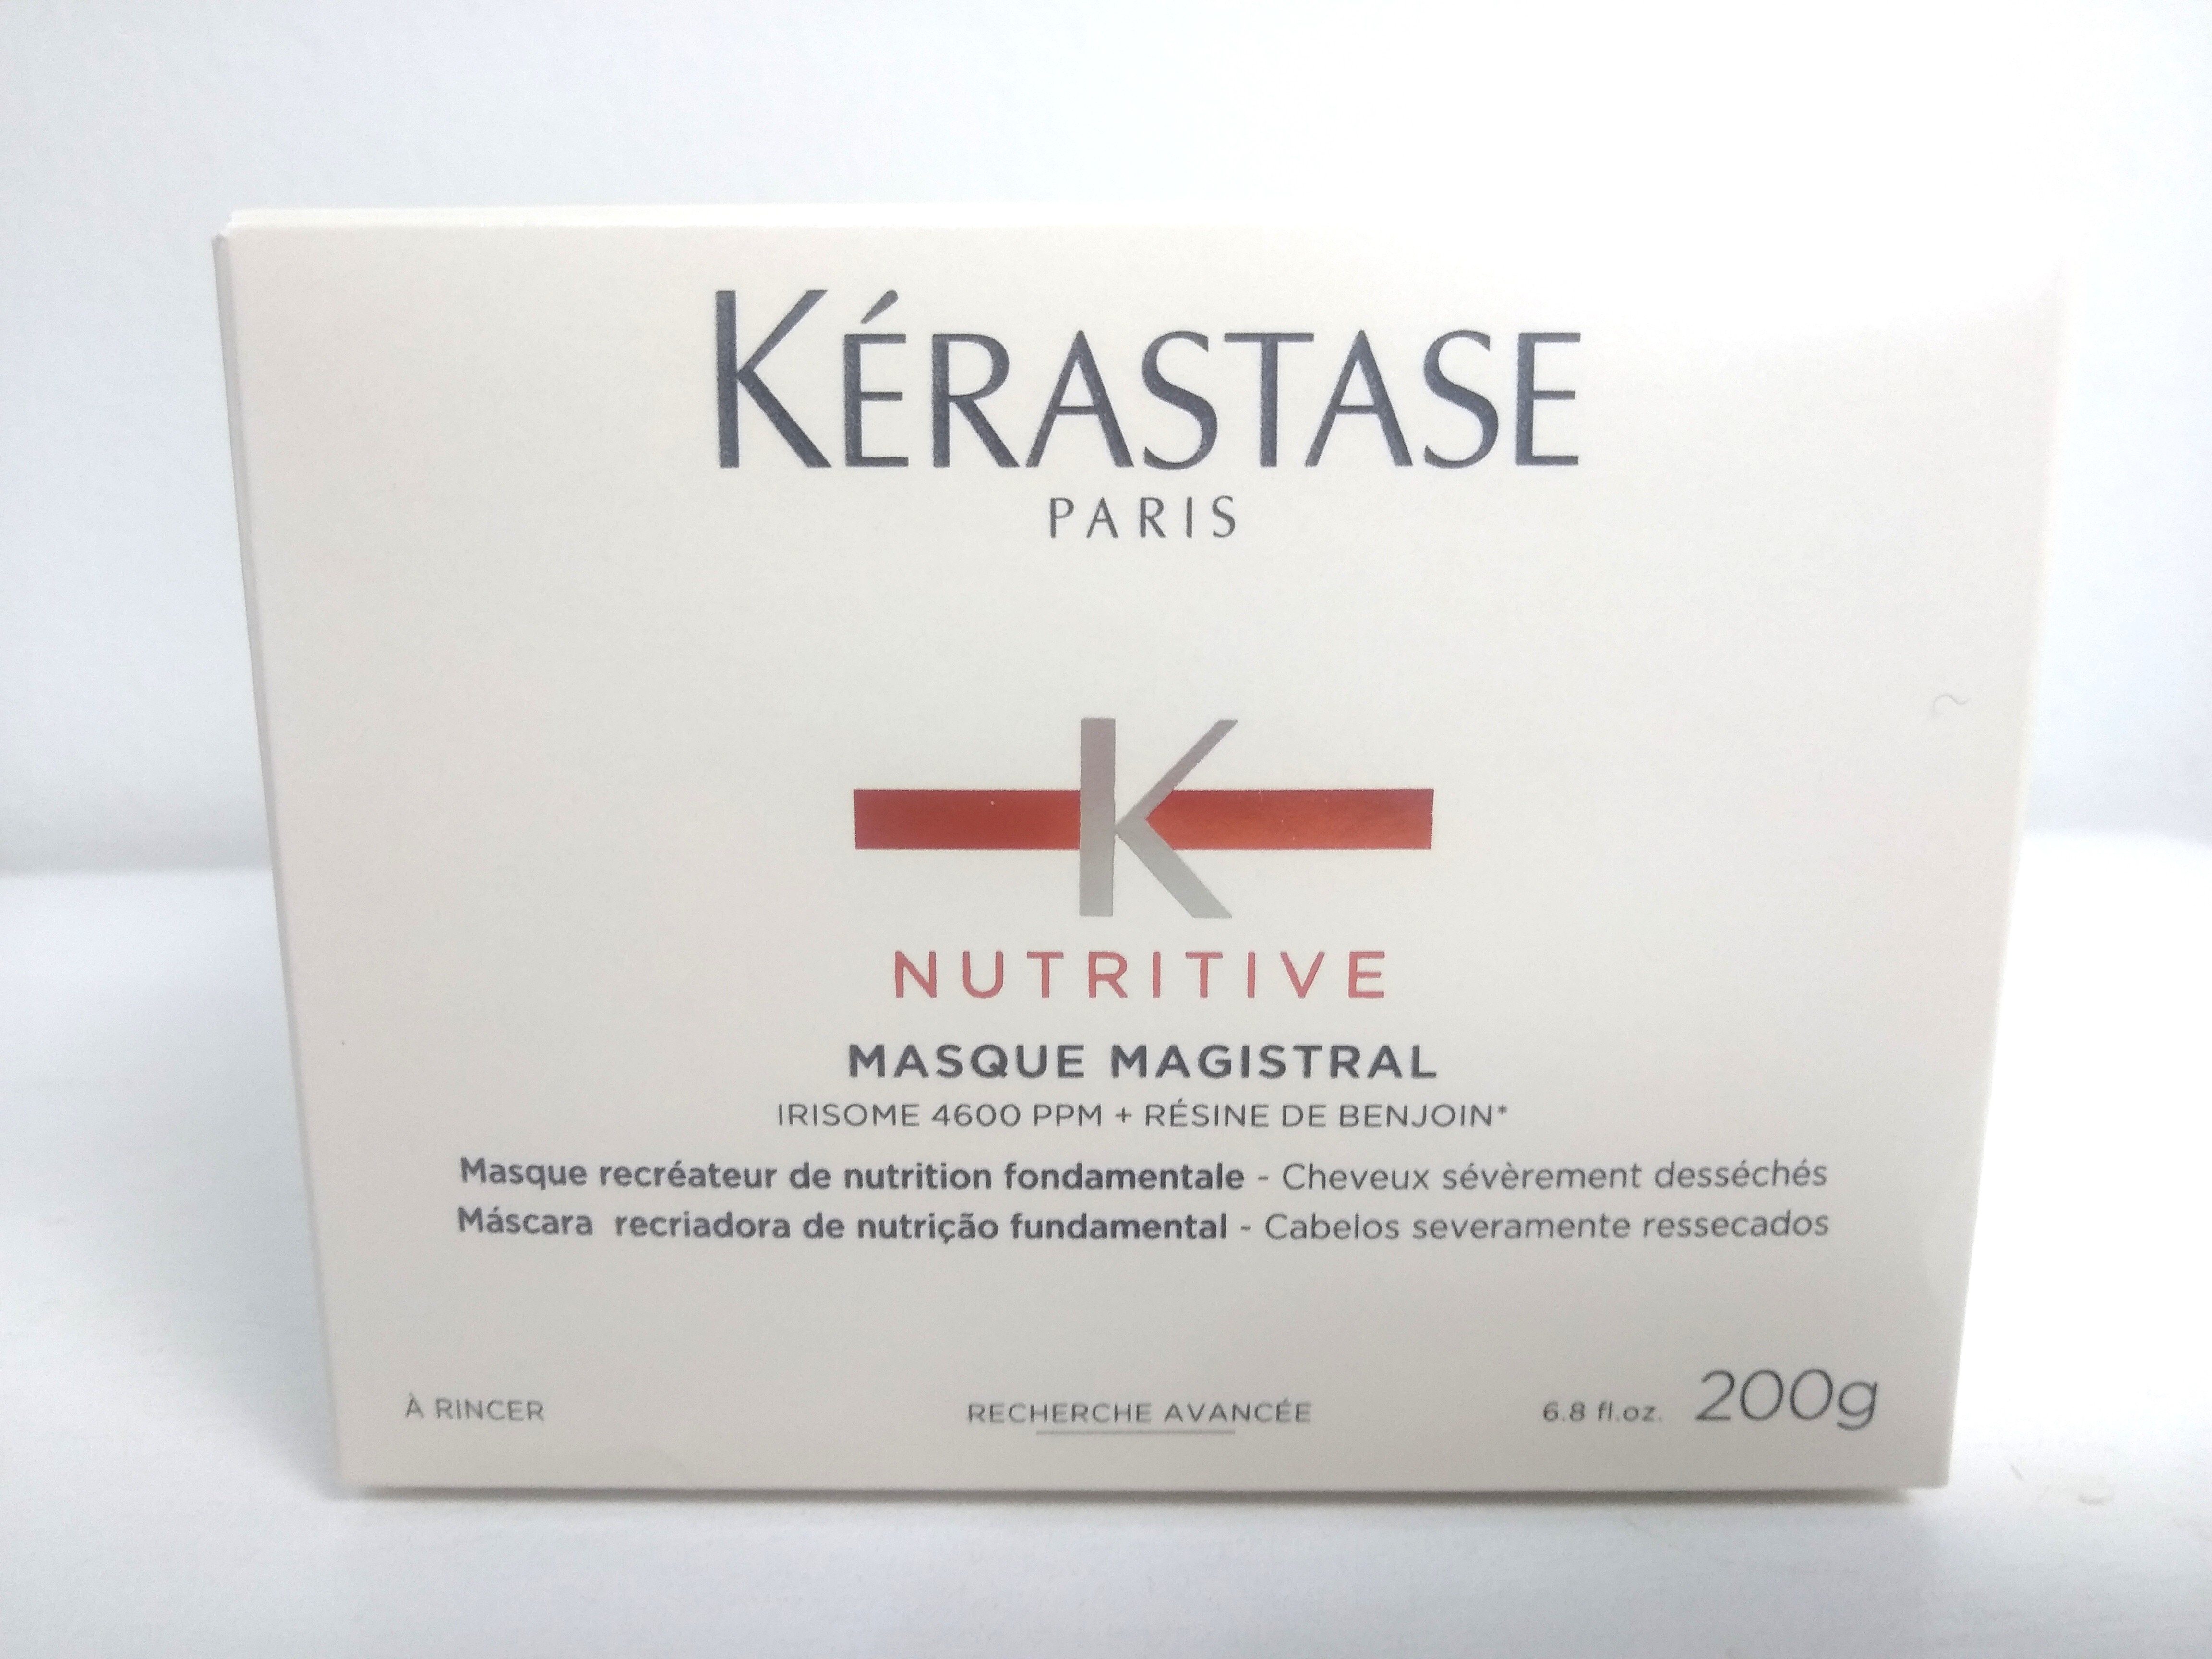 KÉRASTASE
PARIS
K
NUTRITIVE
MASQUE MAGISTRAL
IRISOME 4600 PPM + RÉSINE DE BENJOIN*
Masque recréateur de nutrition fondamentale - Cheveux sévèrement desséchés
Máscara recriadora de nutrição fundamental - Cabelos severamente ressecados
À RINCER RECHERCHE AVANCÉE 6.8 fl.oz. 200g